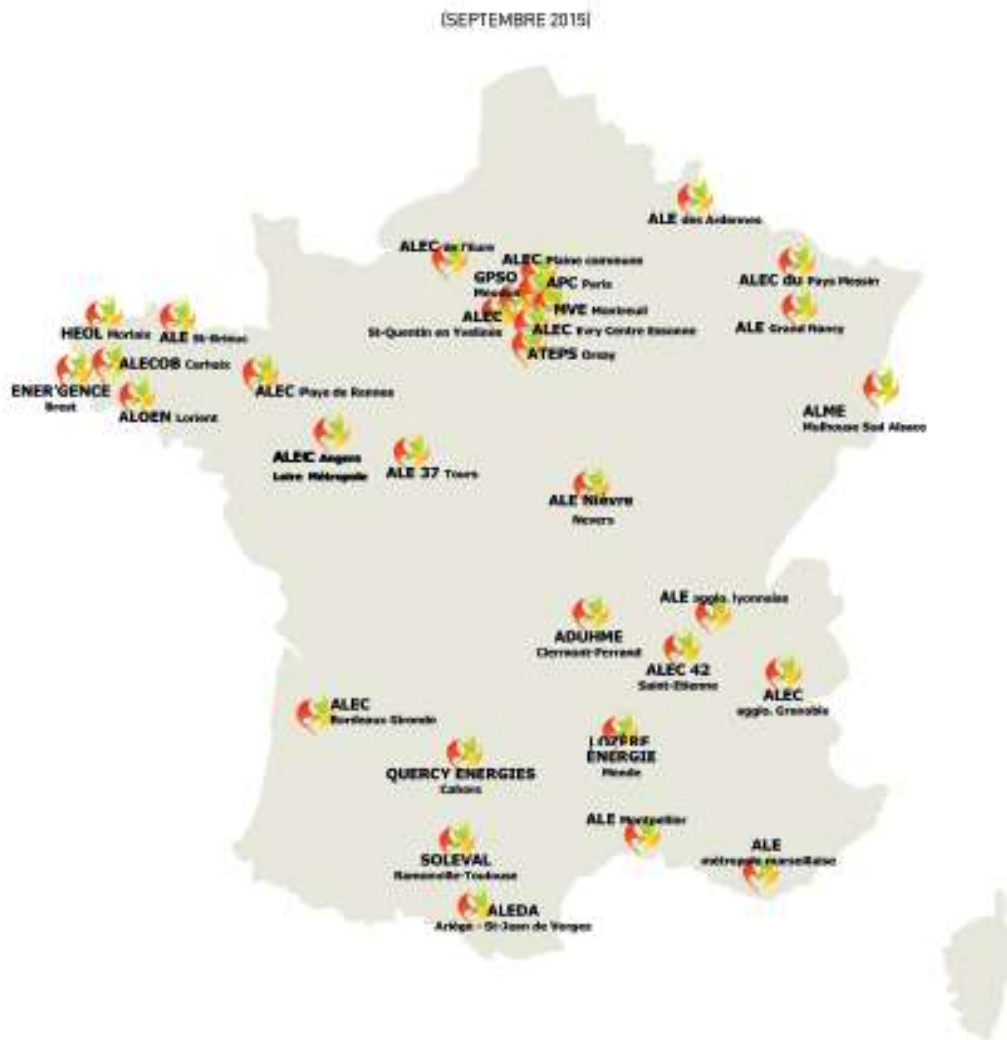 (SEPTEMBRE 2015)
ALE des Ardennes
ALEC de l'Eure
ALEC Plaine commune
GPSO
Meudon
APC Paris
ALEC du Pays Messin
MVE Montreuil
ALEC
St-Quentin en Yvelines
ALEC Evry Centre Essonne
ALE Grand Nancy
HEOL Morlaix
ALE St-Brieuc
ATEPS Orsay
ALECOB Carhaix
ENER'GENCE
Brest
ALEC Pays de Rennes
ALOEN Lorient
ALME
Mulhouse Sud Alsace
ALEC Angers
Loire Métropole
ALE 37 Tours
ALE Nièvre
Nevers
ALE agglo. lyonnaise
ADUHME
Clermont-Ferrand
ALEC 42
Saint-Etienne
ALEC
agglo. Grenoble
ALEC
Bordeaux Gironde
LOZERE
ÉNERGIE
Mende
QUERCY ENERGIES
Cahors
ALE Montpellier
ALE
métropole marseillaise
SOLEVAL
Ramonville-Toulouse
ALEDA
Ariège - St-Jean de Verges